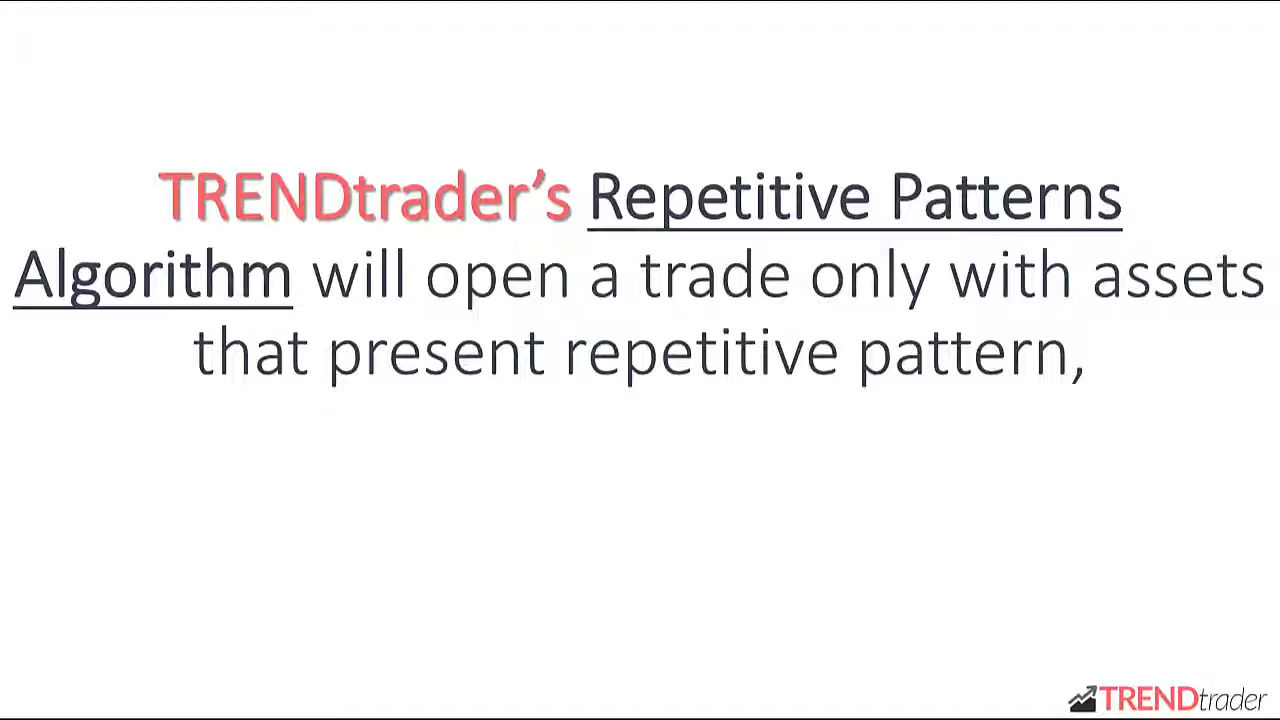 TRENDtrader’s Repetitive Patterns
Algorithm will open a trade only with assets
that present repetitive pattern,
TRENDtrader